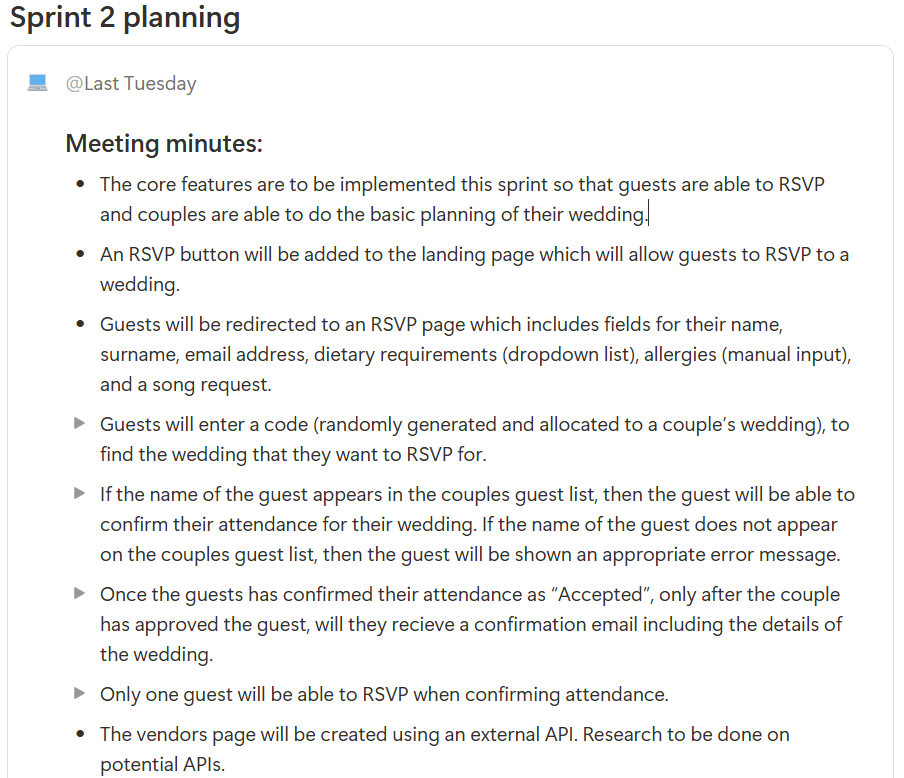 Sprint 2 planning
@Last Tuesday
Meeting minutes:
The core features are to be implemented this sprint so that guests are able to RSVP
and couples are able to do the basic planning of their wedding.
An RSVP button will be added to the landing page which will allow guests to RSVP to a
wedding.
Guests will be redirected to an RSVP page which includes fields for their name,
surname, email address, dietary requirements (dropdown list), allergies (manual input),
and a song request.
Guests will enter a code (randomly generated and allocated to a couple’s wedding), to
find the wedding that they want to RSVP for.
If the name of the guest appears in the couples guest list, then the guest will be able to
confirm their attendance for their wedding. If the name of the guest does not appear
on the couples guest list, then the guest will be shown an appropriate error message.
Once the guests has confirmed their attendance as “Accepted”, only after the couple
has approved the guest, will they recieve a confirmation email including the details of
the wedding.
Only one guest will be able to RSVP when confirming attendance.
The vendors page will be created using an external API. Research to be done on
potential APIs.